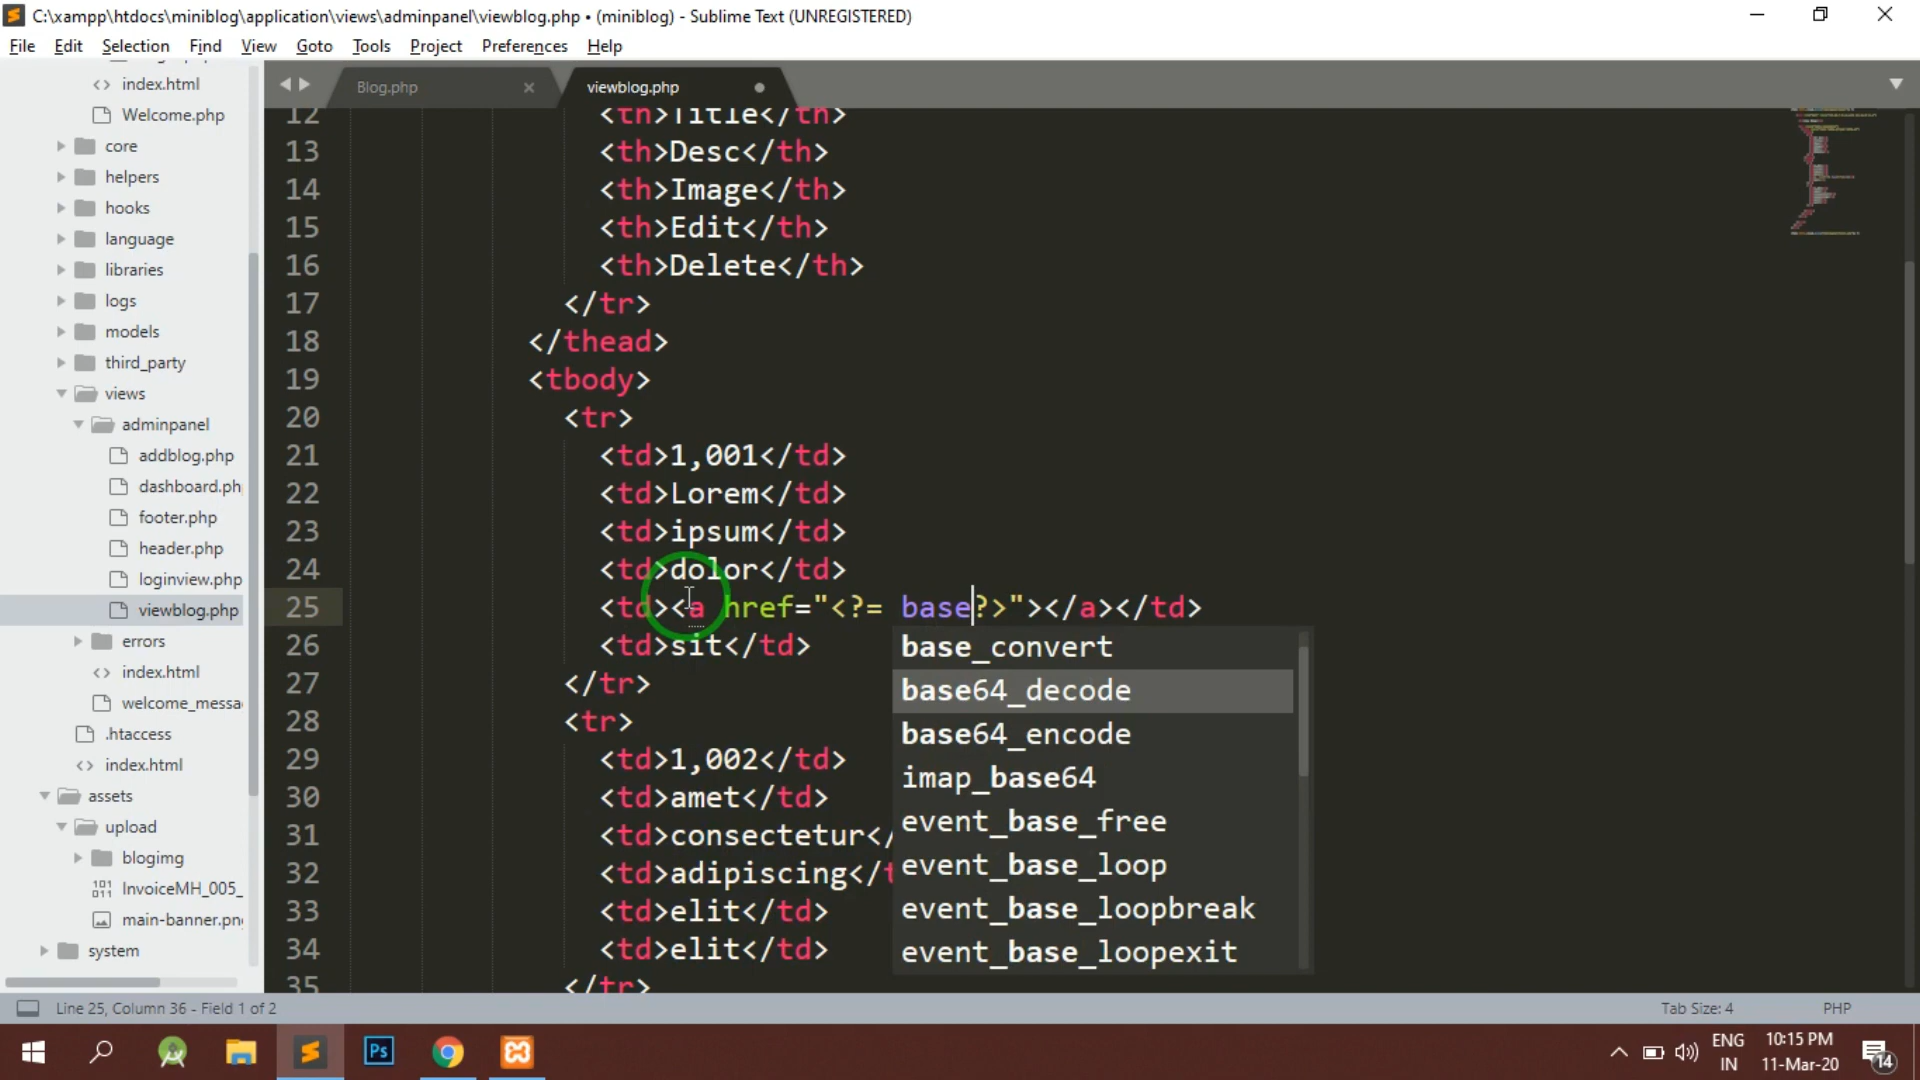 C:\xampp\htdocs\miniblog\application\views\adminpanel\viewblog.php • (miniblog) - Sublime Text (UNREGISTERED)
File Edit Selection Find View Goto Tools Project Preferences Help
index.html
Welcome.php
core
helpers
hooks
language
libraries
logs
models
third_party
views
adminpanel
addblog.php
dashboard.ph
footer.php
header.php
loginview.php
viewblog.php
errors
index.html
welcome_messa
.htaccess
index.html
assets
upload
blogimg
InvoiceMH_005_
main-banner.pn
system
Blog.php
viewblog.php
12 <th>Title</th>
13 <th>Desc</th>
14 <th>Image</th>
15 <th>Edit</th>
16 <th>Delete</th>
17 </tr>
18 </thead>
19 <tbody>
20 <tr>
21 <td>1,001</td>
22 <td>Lorem</td>
23 <td>ipsum</td>
24 <td>dolor</td>
25 <td><a href="<?= base?>"></a></td>
26 <td>sit</td>
27 </tr>
28 <tr>
29 <td>1,002</td>
30 <td>amet</td>
31 <td>consectetur</
32 <td>adipiscing</t
33 <td>elit</td>
34 <td>elit</td>
35 </tr>
base_convert
base64_decode
base64_encode
imap_base64
event_base_free
event_base_loop
event_base_loopbreak
event_base_loopexit
Line 25, Column 36 - Field 1 of 2
Tab Size: 4
PHP
Ps
ENG
IN
10:15 PM
11-Mar-20
14